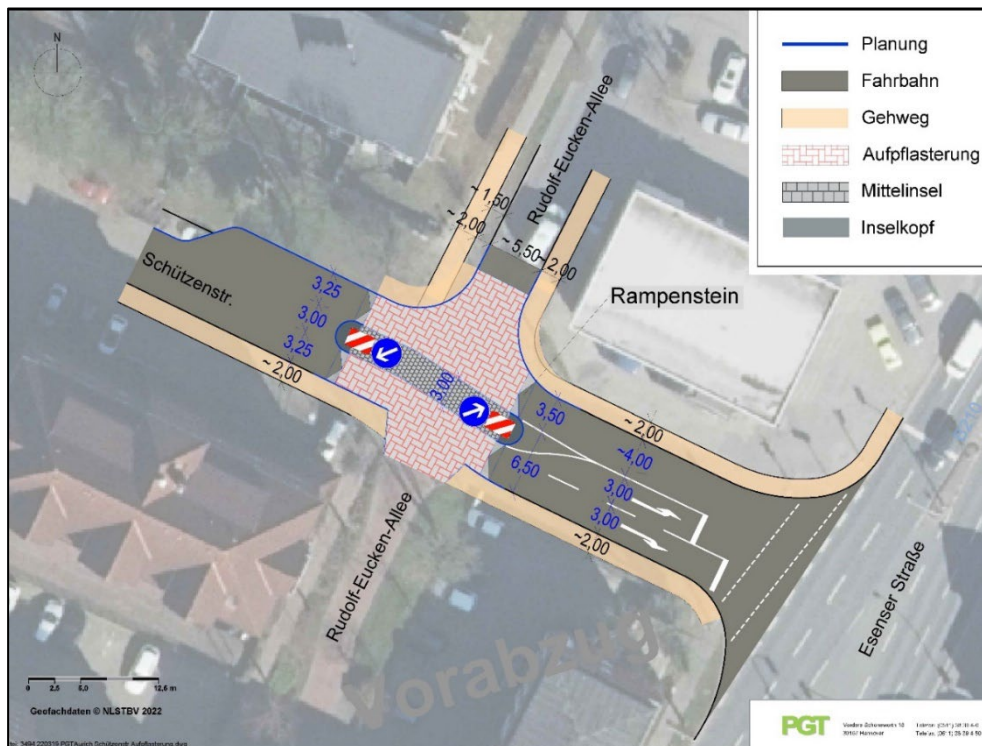 N
Planung
Fahrbahn
Gehweg
Aufpflasterung
Mittelinsel
Inselkopf
Rudolf-Eucken-Allee
~ 1,50
~ 2,00
~ 5,50
~ 2,00
Schützenstr.
3,25
3,00
3,25
~ 2,00
Rampenstein
3,00
3,50
~ 2,00
6,50
~4,00
3,00
3,00
~2,00
Rudolf-Eucken-Allee
Esenser Straße
Vorabzug
0 2,5 5,0 12,6 m
Geofachdaten © NLSTBV 2022
PGT